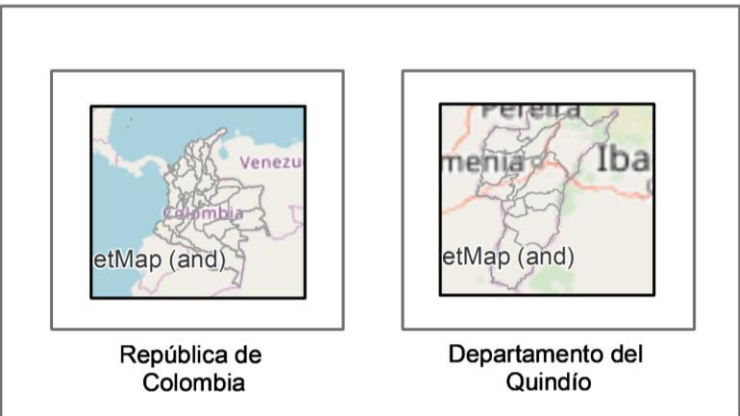 Pereira
Venezu
menia
Iba
Colombia
etMap (and)
etMap (and)
República de
Colombia
Departamento del
Quindío